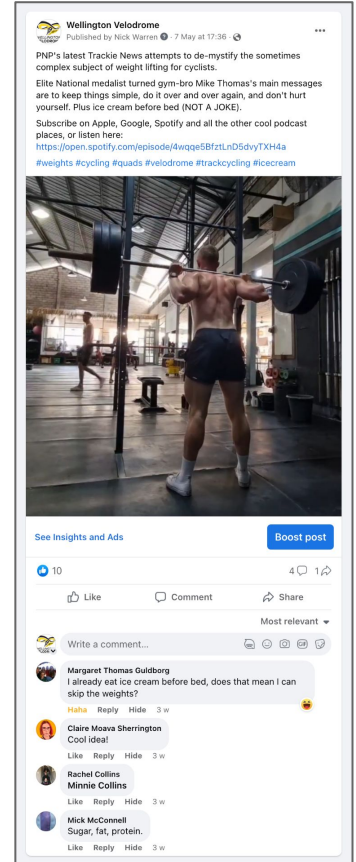 Wellington Velodrome
Published by Nick Warren · 7 May at 17:36 ·
PNP's latest Trackie News attempts to de-mystify the sometimes
complex subject of weight lifting for cyclists.
Elite National medalist turned gym-bro Mike Thomas's main messages
are to keep things simple, do it over and over again, and don't hurt
yourself. Plus ice cream before bed (NOT A JOKE).
Subscribe on Apple, Google, Spotify and all the other cool podcast
places, or listen here:
https://open.spotify.com/episode/4wqqe5BfztLnD5dvyTXH4a
#weights #cycling #quads #velodrome #trackcycling #icecream
See Insights and Ads
Boost post
10
4
1
Like
Comment
Share
Most relevant
Write a comment...
GIF
Margaret Thomas Guldborg
I already eat ice cream before bed, does that mean I can
skip the weights?
Haha Reply Hide 3 w
Claire Moava Sherrington
Cool idea!
Like Reply Hide 3 w
Rachel Collins
Minnie Collins
Like Reply Hide 3 w
Mick McConnell
Sugar, fat, protein.
Like Reply Hide 3 w